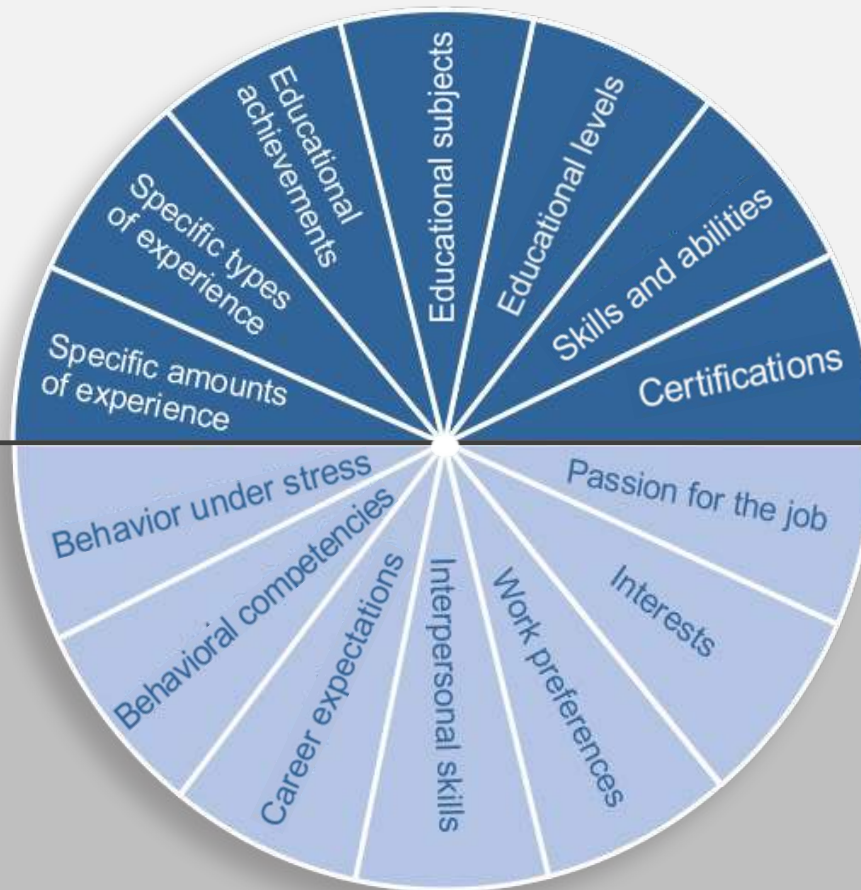 Specific amounts
of experience
Specific types
of experience
Educational
achievements
Educational subjects
Educational levels
Skills and abilities
Certifications
Behavior under stress
Behavioral competencies
Career expectations
Interpersonal skills
Work preferences
Interests
Passion for the job